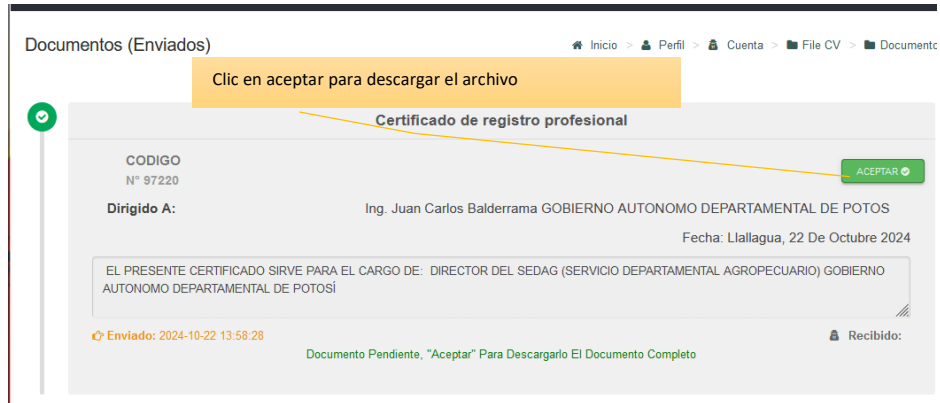 Documentos (Enviados)
Inicio > Perfil > Cuenta > File CV > Documento
Clic en aceptar para descargar el archivo
Certificado de registro profesional
CODIGO
N° 97220
ACEPTAR
Dirigido A:
Ing. Juan Carlos Balderrama GOBIERNO AUTONOMO DEPARTAMENTAL DE POTOS
Fecha: Llallagua, 22 De Octubre 2024
EL PRESENTE CERTIFICADO SIRVE PARA EL CARGO DE: DIRECTOR DEL SEDAG (SERVICIO DEPARTAMENTAL AGROPECUARIO) GOBIERNO
AUTONOMO DEPARTAMENTAL DE POTOSÍ
Enviado: 2024-10-22 13:58:28
Recibido:
Documento Pendiente, "Aceptar" Para Descargarlo El Documento Completo